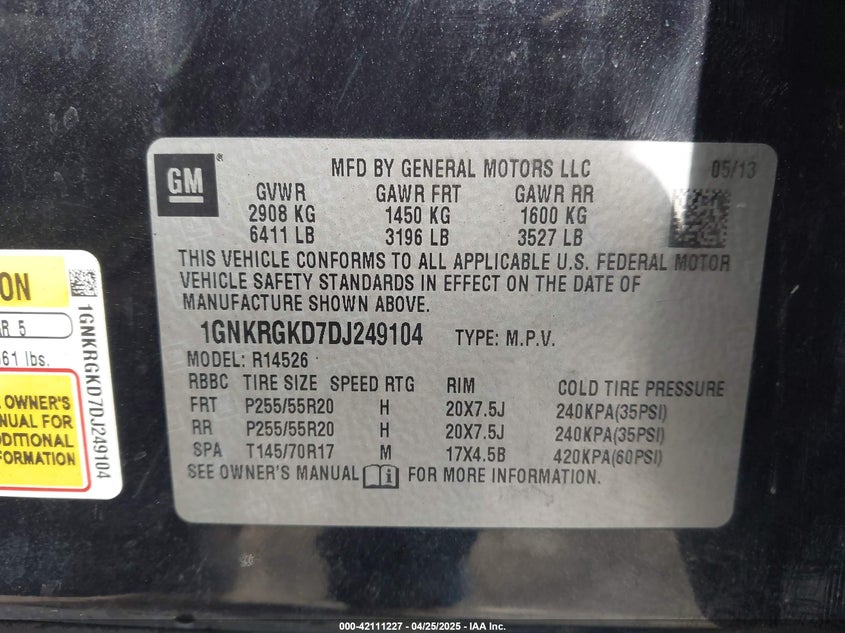 GM ®
MFD BY GENERAL MOTORS LLC 05/13
GVWR GAWR FRT GAWR RR
2908 KG 1450 KG 1600 KG
6411 LB 3196 LB 3527 LB
THIS VEHICLE CONFORMS TO ALL APPLICABLE U.S. FEDERAL MOTOR
VEHICLE SAFETY STANDARDS IN EFFECT ON THE DATE OF
MANUFACTURE SHOWN ABOVE.
1GNKRGKD7DJ249104 TYPE: M.P.V.
MODEL: R14526
RBBC TIRE SIZE SPEED RTG RIM COLD TIRE PRESSURE
FRT P255/55R20 H 20X7.5J 240KPA(35PSI)
RR P255/55R20 H 20X7.5J 240KPA(35PSI)
SPA T145/70R17 M 17X4.5B 420KPA(60PSI)
SEE OWNER'S MANUAL FOR MORE INFORMATION.
ON
AR 5
61 lbs.
OWNER'S
NUAL FOR
DDITIONAL
FORMATION
1GNKRGKD7DJ249104
000-42111227 - 04/25/2025 - IAA Inc.